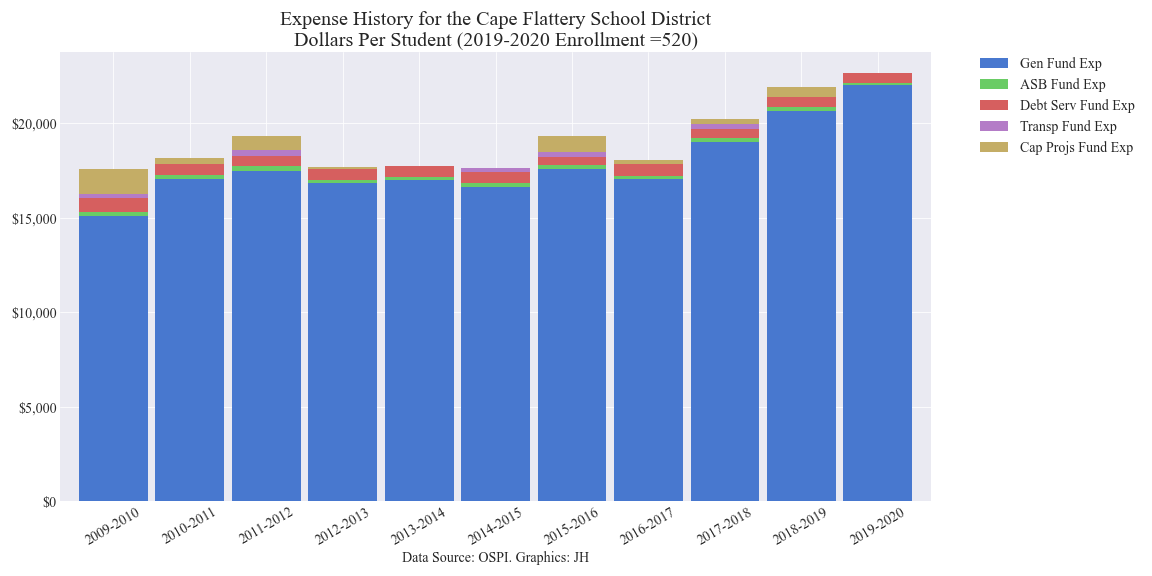 Expense History for the Cape Flattery School District
Dollars Per Student (2019-2020 Enrollment =520)
Gen Fund Exp
ASB Fund Exp
Debt Serv Fund Exp
Transp Fund Exp
Cap Projs Fund Exp
$20,000
$15,000
$10,000
$5,000
$0
2009-2010
2010-2011
2011-2012
2012-2013
2013-2014
2014-2015
2015-2016
2016-2017
2017-2018
2018-2019
2019-2020
Data Source: OSPI. Graphics: JH